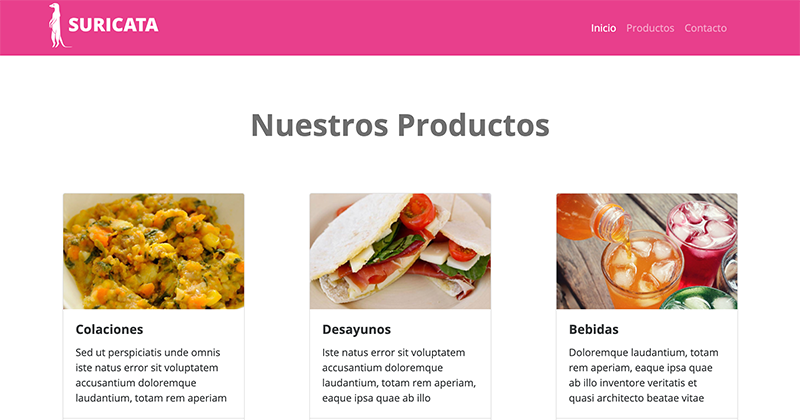 SURICATA
Inicio Productos Contacto
Nuestros Productos
Colaciones
Sed ut perspiciatis unde omnis
iste natus error sit voluptatem
accusantium doloremque
laudantium, totam rem aperiam
Desayunos
Iste natus error sit voluptatem
accusantium doloremque
laudantium, totam rem aperiam,
eaque ipsa quae ab illo
Bebidas
Doloremque laudantium, totam
rem aperiam, eaque ipsa quae
ab illo inventore veritatis et
quasi architecto beatae vitae